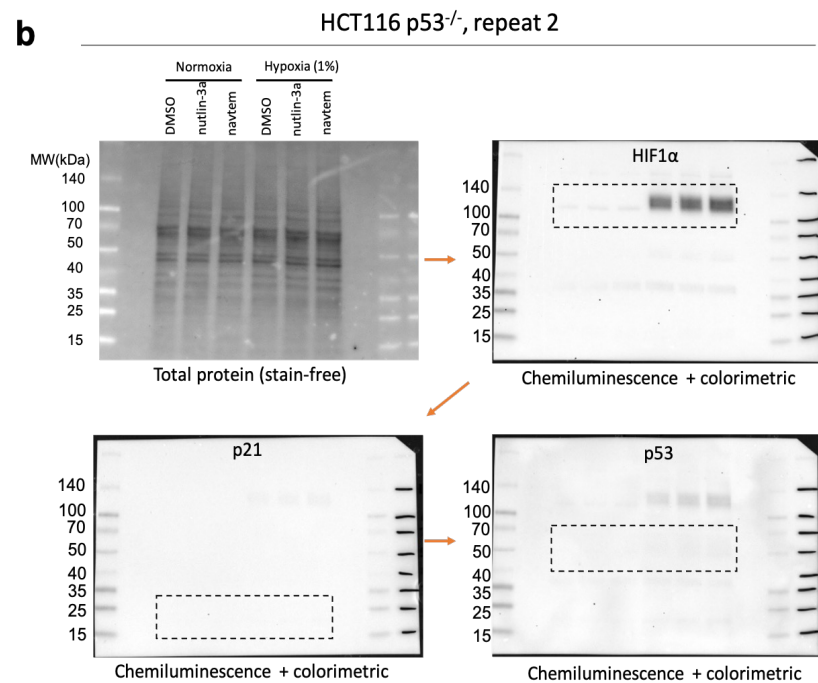 b
HCT116 p53-/-, repeat 2
Normoxia
Hypoxia (1%)
DMSO
nutlin-3a
navtem
DMSO
nutlin-3a
navtem
MW(kDa)
140
100
70
50
40
35
25
15
Total protein (stain-free)
HIF1α
140
100
70
50
40
35
25
15
Chemiluminescence + colorimetric
p21
140
100
70
50
40
35
25
15
Chemiluminescence + colorimetric
p53
140
100
70
50
40
35
25
15
Chemiluminescence + colorimetric